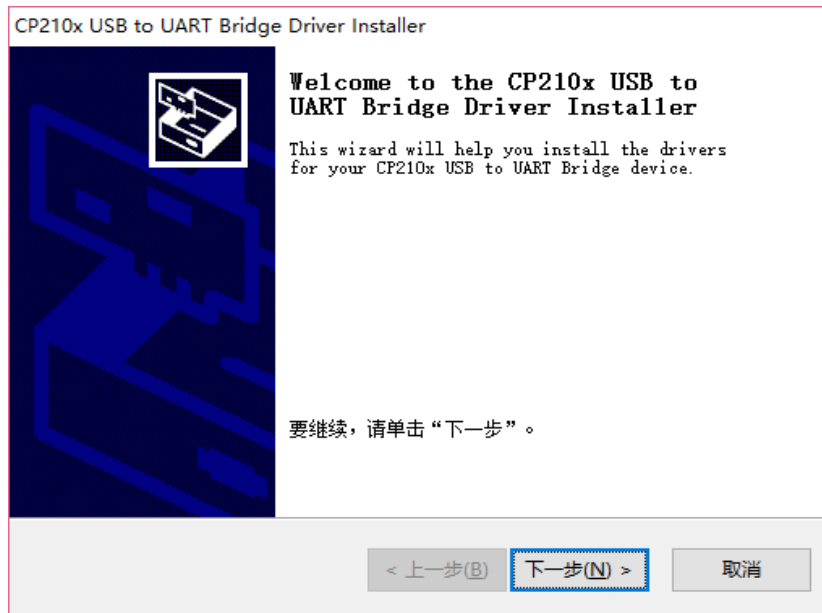 CP210x USB to UART Bridge Driver Installer
Welcome to the CP210x USB to
UART Bridge Driver Installer
This wizard will help you install the drivers
for your CP210x USB to UART Bridge device.
要继续，请单击“下一步”。
< 上一步(B)
下一步(N) >
取消